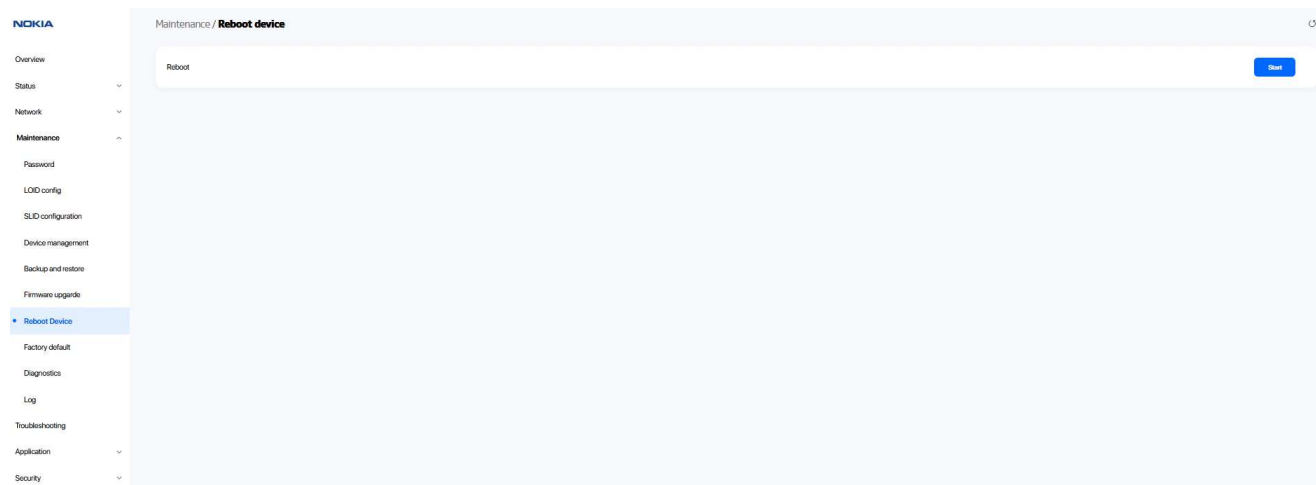 NOKIA
Overview
Status
Network
Maintenance
Password
LOID config
SLID configuration
Device management
Backup and restore
Firmware upgarde
Reboot Device
Factory default
Diagnostics
Log
Troubleshooting
Application
Security
Maintenance / Reboot device
Reboot
Start